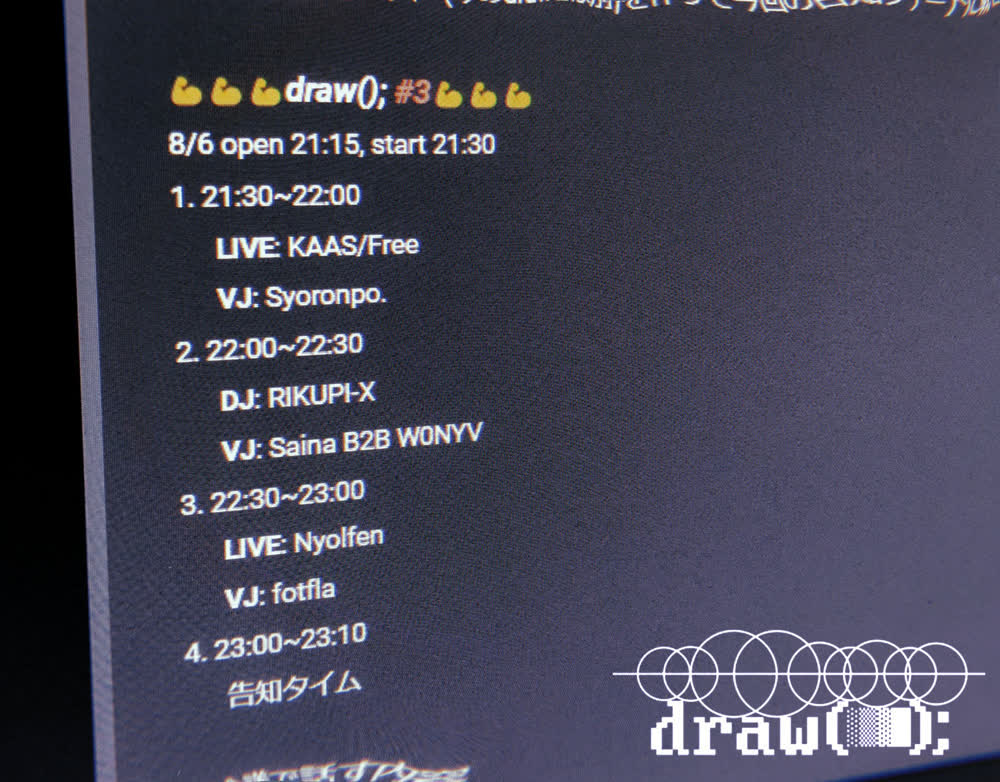 💪💪💪draw(); #3💪💪💪
8/6 open 21:15, start 21:30
1. 21:30~22:00
LIVE: KAAS/Free
VJ: Syoronpo.
2. 22:00~22:30
DJ: RIKUPI-X
VJ: Saina B2B W0NYV
3. 22:30~23:00
LIVE: Nyolfen
VJ: fotfla
4. 23:00~23:10
告知タイム
draw();